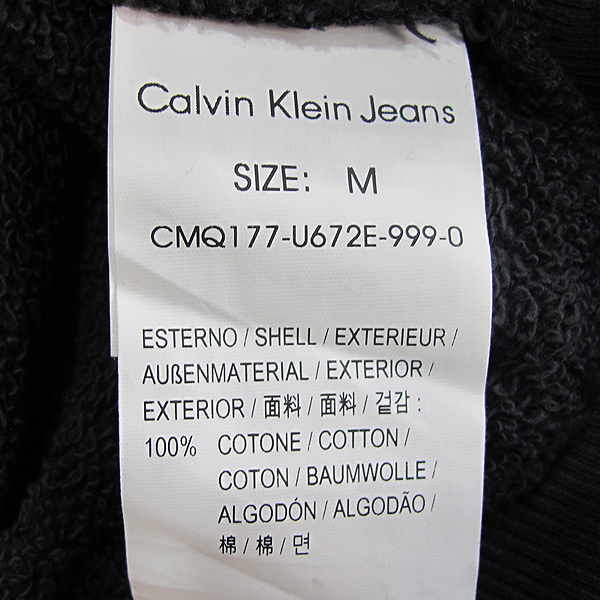 Calvin Klein Jeans
SIZE: M
CMQ177-U672E-999-0
ESTERNO / SHELL / EXTERIEUR /
AUßENMATERIAL / EXTERIOR /
EXTERIOR / 面料 / 面料 / 겉감 :
100% COTONE / COTTON /
COTON / BAUMWOLLE /
ALGODÓN / ALGODÃO /
棉 / 棉 / 면